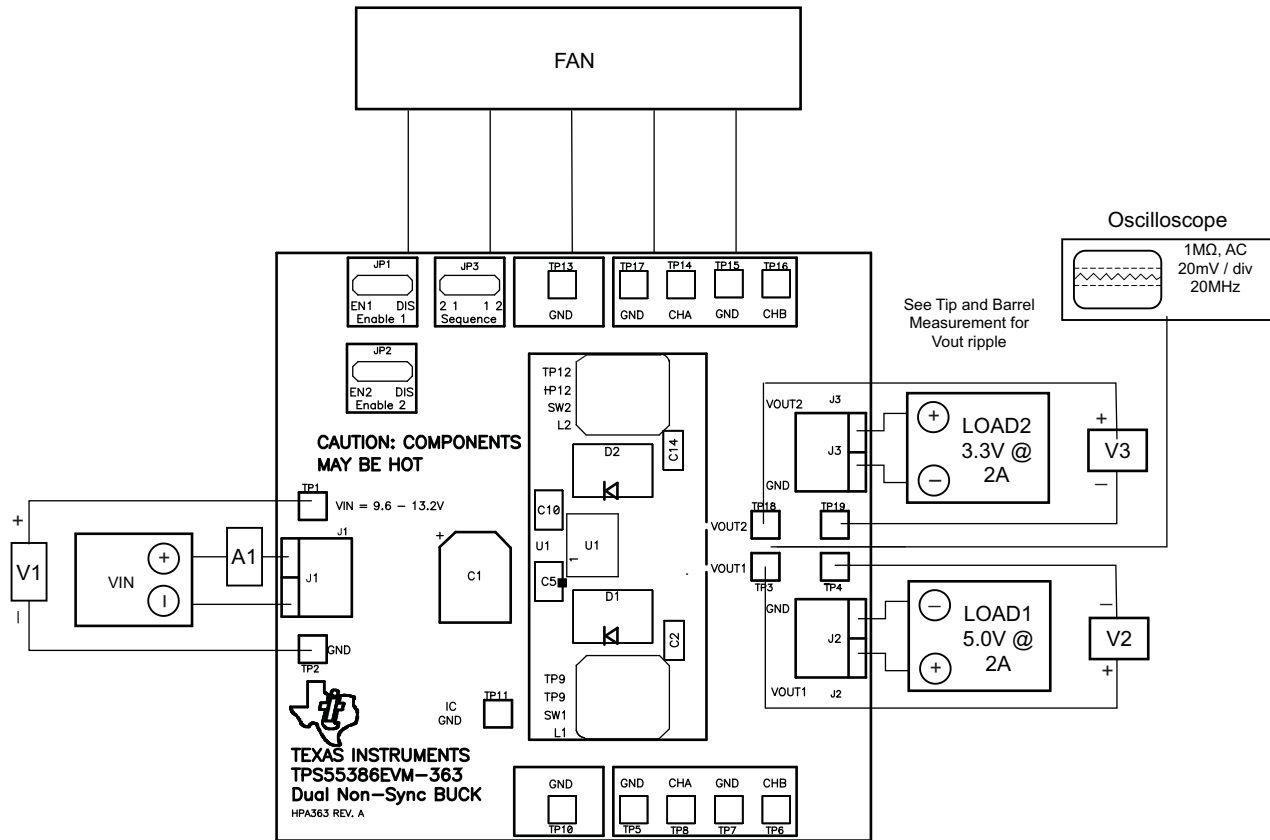 FAN
Oscilloscope
1MΩ, AC
20mV / div
20MHz
See Tip and Barrel
Measurement for
Vout ripple
JP1
EN1 DIS
Enable 1
JP3
2 1 1 2
Sequence
TP13
GND
TP17 TP14 TP15 TP16
GND CHA GND CHB
JP2
EN2 DIS
Enable 2
CAUTION: COMPONENTS
MAY BE HOT
TP12
tP12
SW2
L2
D2
C14
C10
U1
U1
1
C5
D1
C2
TP9
TP9
SW1
L1
TP1
VIN = 9.6 – 13.2V
+
V1
–
VIN
+
–
A1
J1
J1
GND
TP2
+
C1
IC
GND
TP11
VOUT2
J3
J3
GND
+
–
LOAD2
3.3V @
2A
+
V3
–
TP18
TP19
VOUT2
VOUT1
TP3
TP4
GND
J2
VOUT1
J2
–
+
LOAD1
5.0V @
2A
–
V2
+
TEXAS INSTRUMENTS
TPS55386EVM–363
Dual Non–Sync BUCK
HPA363 REV. A
GND
TP10
GND CHA GND CHB
TP5 TP8 TP7 TP6